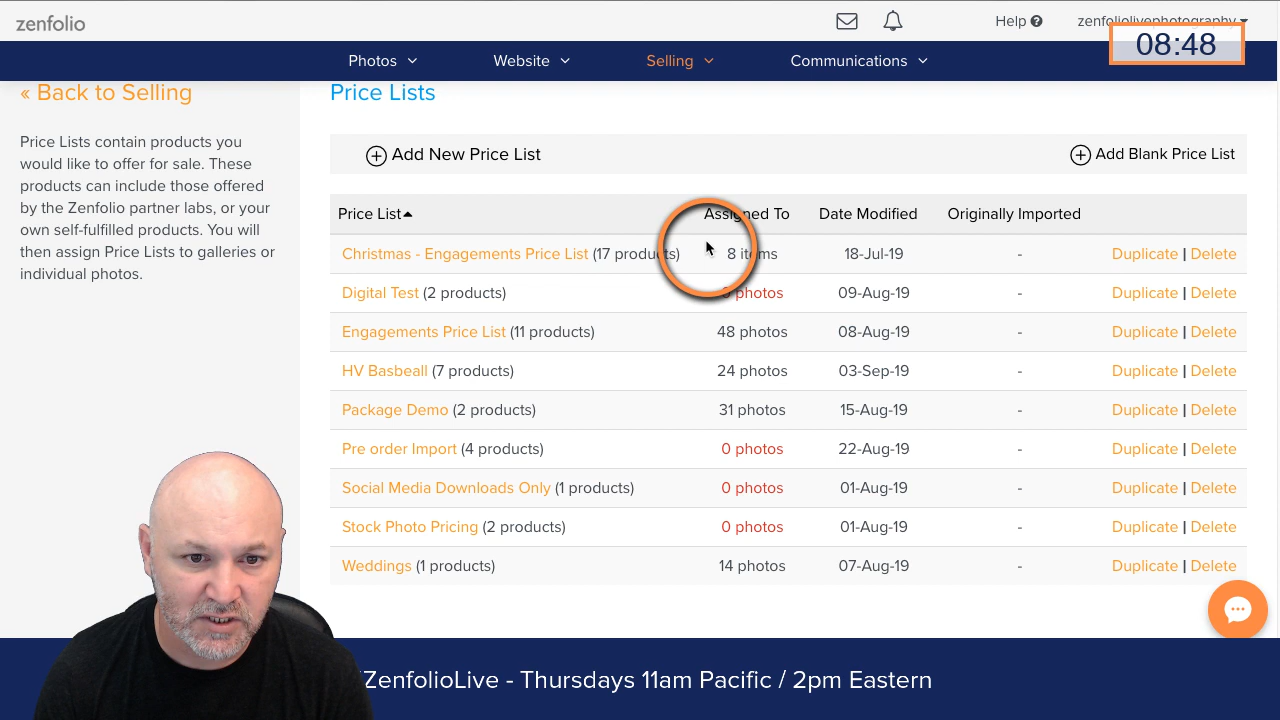 zenfolio
Help ?
zenfoliolivephotography
08:48
Photos
Website
Selling
Communications
« Back to Selling
Price Lists contain products you
would like to offer for sale. These
products can include those offered
by the Zenfolio partner labs, or your
own self-fulfilled products. You will
then assign Price Lists to galleries or
individual photos.
Price Lists
Add New Price List
Add Blank Price List
Price List Assigned To Date Modified Originally Imported
Christmas - Engagements Price List (17 products) 8 items 18-Jul-19 - Duplicate | Delete
Digital Test (2 products) 0 photos 09-Aug-19 - Duplicate | Delete
Engagements Price List (11 products) 48 photos 08-Aug-19 - Duplicate | Delete
HV Basbeall (7 products) 24 photos 03-Sep-19 - Duplicate | Delete
Package Demo (2 products) 31 photos 15-Aug-19 - Duplicate | Delete
Pre order Import (4 products) 0 photos 22-Aug-19 - Duplicate | Delete
Social Media Downloads Only (1 products) 0 photos 01-Aug-19 - Duplicate | Delete
Stock Photo Pricing (2 products) 0 photos 01-Aug-19 - Duplicate | Delete
Weddings (1 products) 14 photos 07-Aug-19 - Duplicate | Delete
ZenfolioLive - Thursdays 11am Pacific / 2pm Eastern